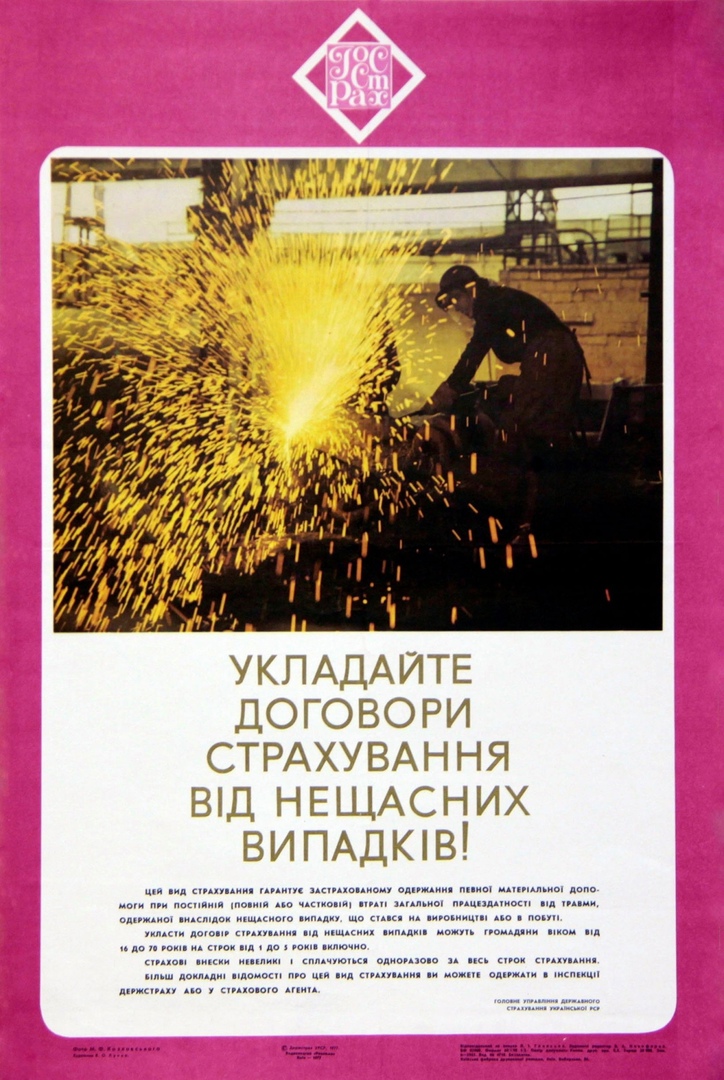 Гос
Ст
Рах
УКЛАДАЙТЕ
ДОГОВОРИ
СТРАХУВАННЯ
ВІД НЕЩАСНИХ
ВИПАДКІВ!
ЦЕЙ ВИД СТРАХУВАННЯ ГАРАНТУЄ ЗАСТРАХОВАНОМУ ОДЕРЖАННЯ ПЕВНОЇ МАТЕРІАЛЬНОЇ ДОПО-
МОГИ ПРИ ПОСТІЙНІЙ (ПОВНІЙ АБО ЧАСТКОВІЙ) ВТРАТІ ЗАГАЛЬНОЇ ПРАЦЕЗДАТНОСТІ ВІД ТРАВМИ,
ОДЕРЖАНОЇ ВНАСЛІДОК НЕЩАСНОГО ВИПАДКУ, ЩО СТАВСЯ НА ВИРОБНИЦТВІ АБО В ПОБУТІ.
УКЛАСТИ ДОГОВІР СТРАХУВАННЯ ВІД НЕЩАСНИХ ВИПАДКІВ МОЖУТЬ ГРОМАДЯНИ ВІКОМ ВІД
16 ДО 70 РОКІВ НА СТРОК ВІД 1 ДО 5 РОКІВ ВКЛЮЧНО.
СТРАХОВІ ВНЕСКИ НЕВЕЛИКІ І СПЛАЧУЮТЬСЯ ОДНОРАЗОВО ЗА ВЕСЬ СТРОК СТРАХУВАННЯ.
БІЛЬШ ДОКЛАДНІ ВІДОМОСТІ ПРО ЦЕЙ ВИД СТРАХУВАННЯ ВИ МОЖЕТЕ ОДЕРЖАТИ В ІНСПЕКЦІЇ
ДЕРЖСТРАХУ АБО У СТРАХОВОГО АГЕНТА.
ГОЛОВНЕ УПРАВЛІННЯ ДЕРЖАВНОГО
СТРАХУВАННЯ УКРАЇНСЬКОЇ РСР
Фото М. Ф.